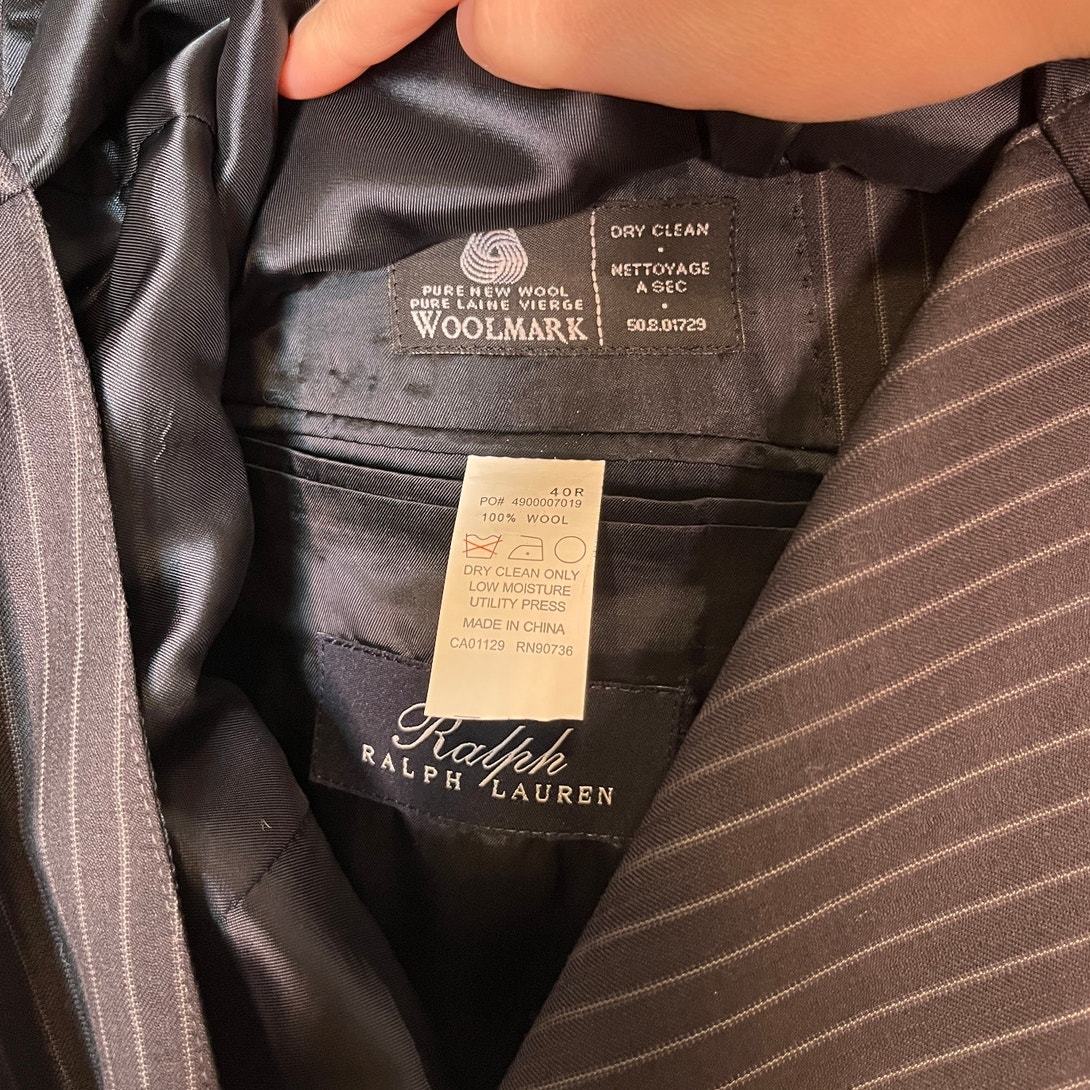 PURE NEW WOOL
PURE LAINE VIERGE
WOOLMARK
DRY CLEAN
•
NETTOYAGE
A SEC
•
50.8.01729
40R
PO# 4900007019
100% WOOL
DRY CLEAN ONLY
LOW MOISTURE
UTILITY PRESS
MADE IN CHINA
CA01129 RN90736
Ralph
RALPH LAUREN